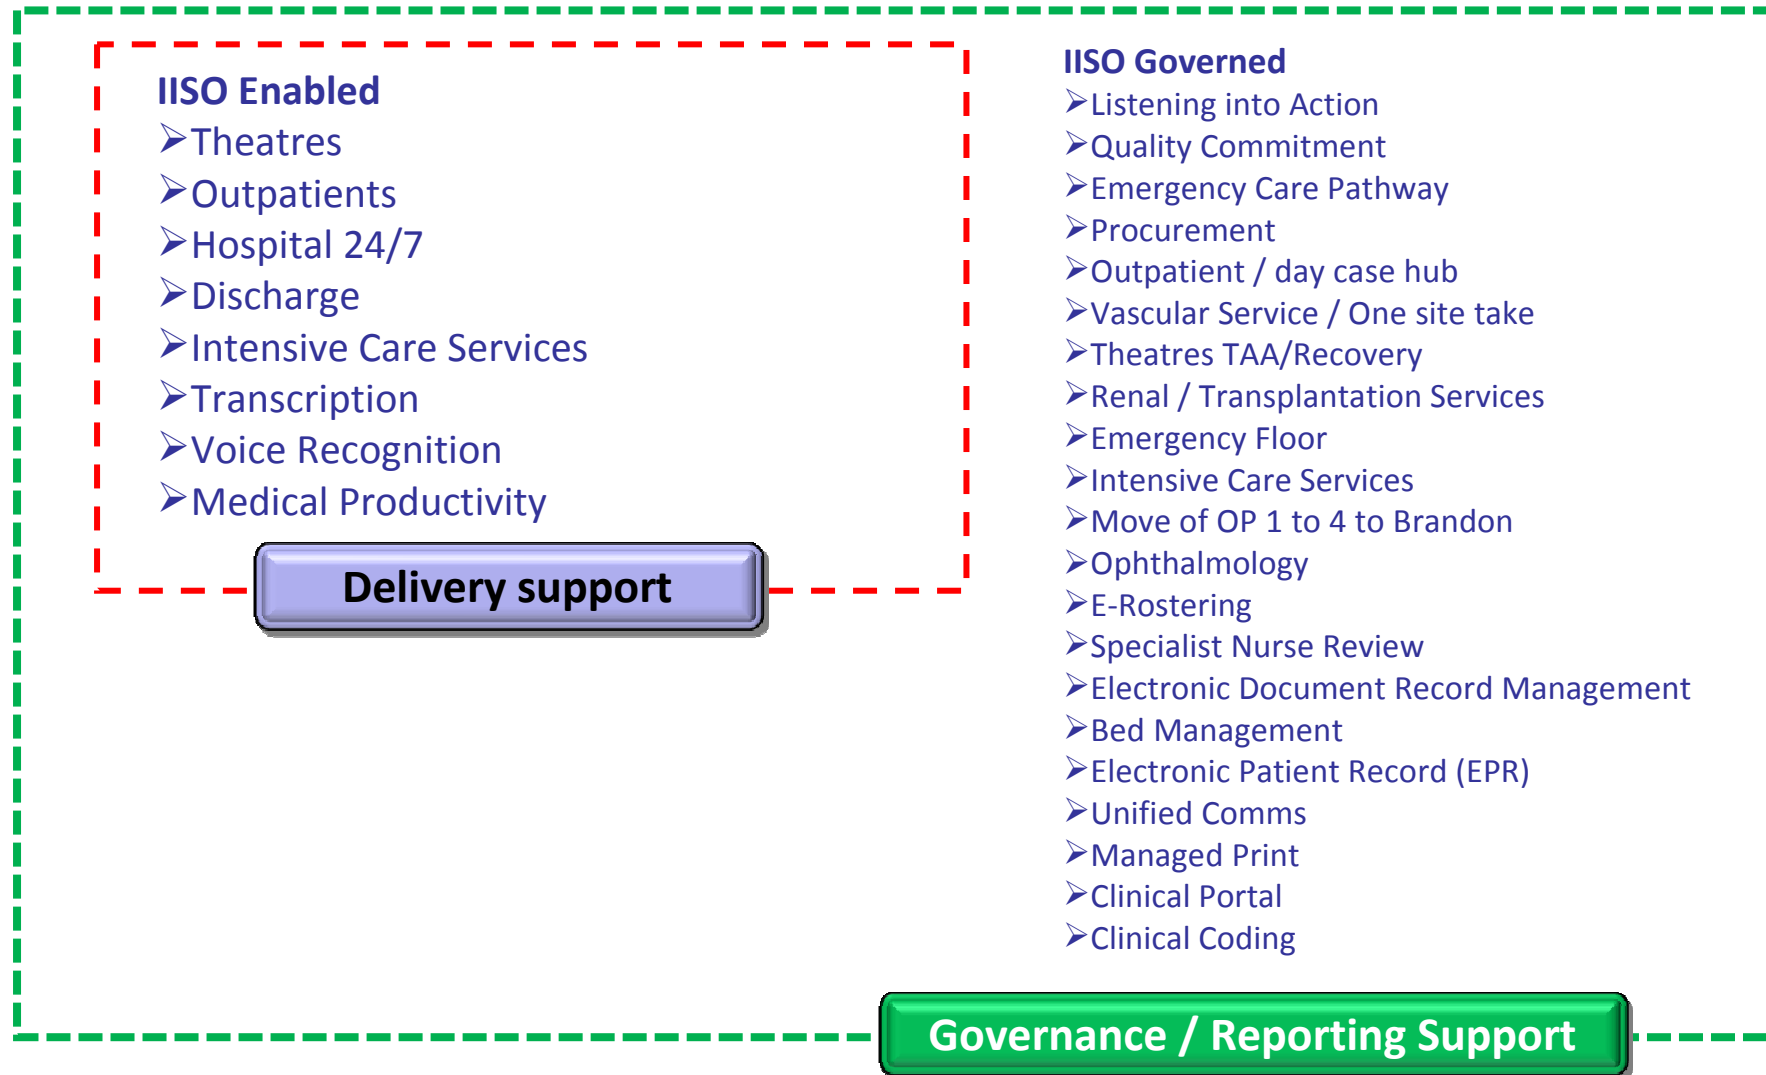 IISO Enabled
➢Theatres
➢Outpatients
➢Hospital 24/7
➢Discharge
➢Intensive Care Services
➢Transcription
➢Voice Recognition
➢Medical Productivity
Delivery support
IISO Governed
➢Listening into Action
➢Quality Commitment
➢Emergency Care Pathway
➢Procurement
➢Outpatient / day case hub
➢Vascular Service / One site take
➢Theatres TAA/Recovery
➢Renal / Transplantation Services
➢Emergency Floor
➢Intensive Care Services
➢Move of OP 1 to 4 to Brandon
➢Ophthalmology
➢E-Rostering
➢Specialist Nurse Review
➢Electronic Document Record Management
➢Bed Management
➢Electronic Patient Record (EPR)
➢Unified Comms
➢Managed Print
➢Clinical Portal
➢Clinical Coding
Governance / Reporting Support